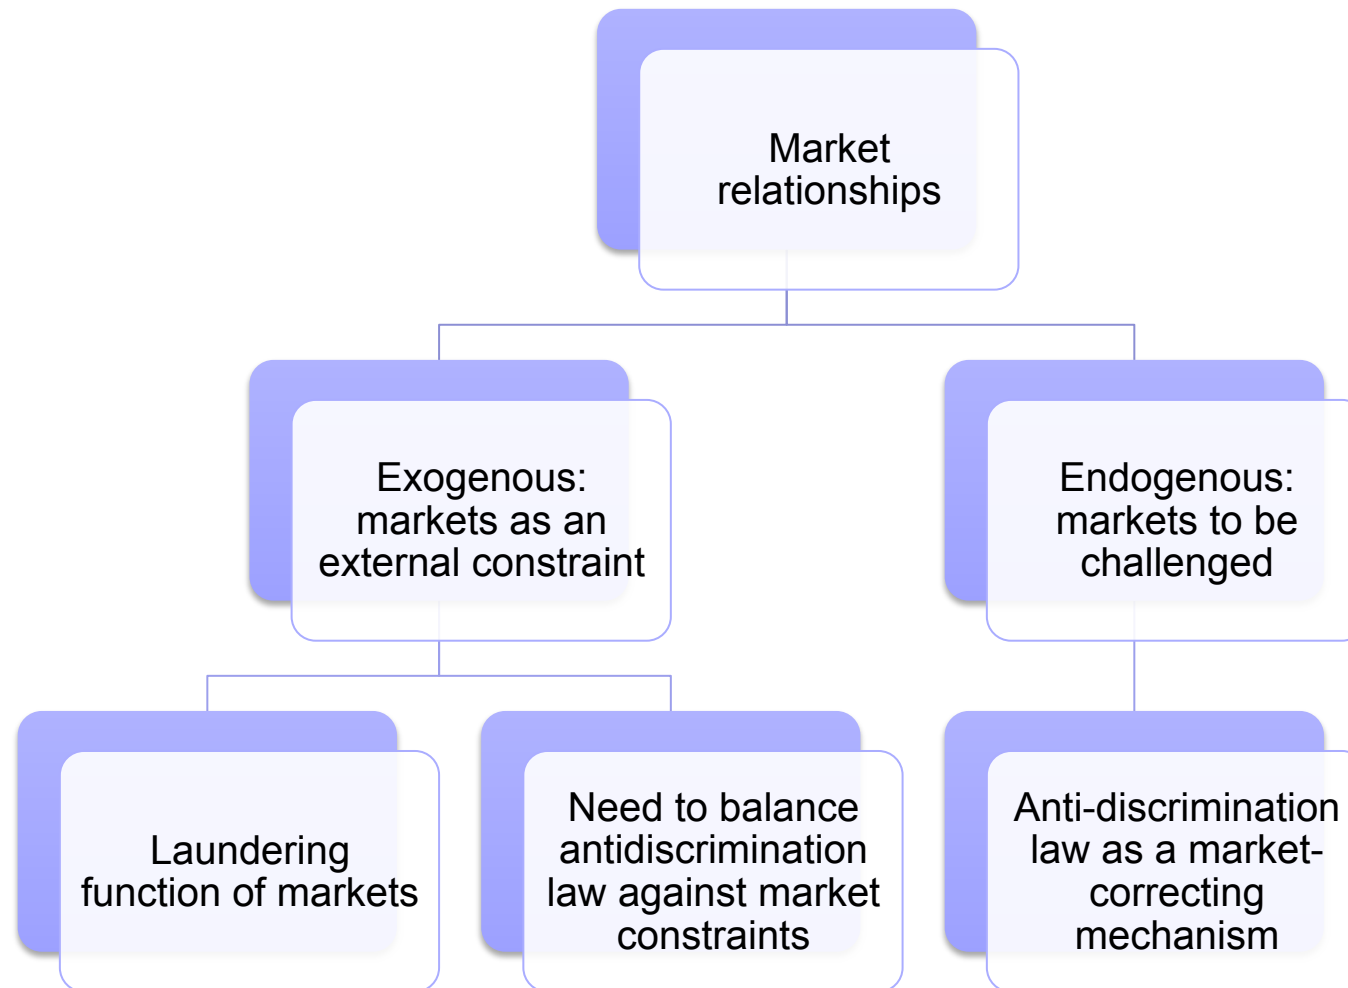 Market
relationships
Exogenous:
markets as an
external constraint
Endogenous:
markets to be
challenged
Laundering
function of markets
Need to balance
antidiscrimination
law against market
constraints
Anti-discrimination
law as a market-
correcting
mechanism